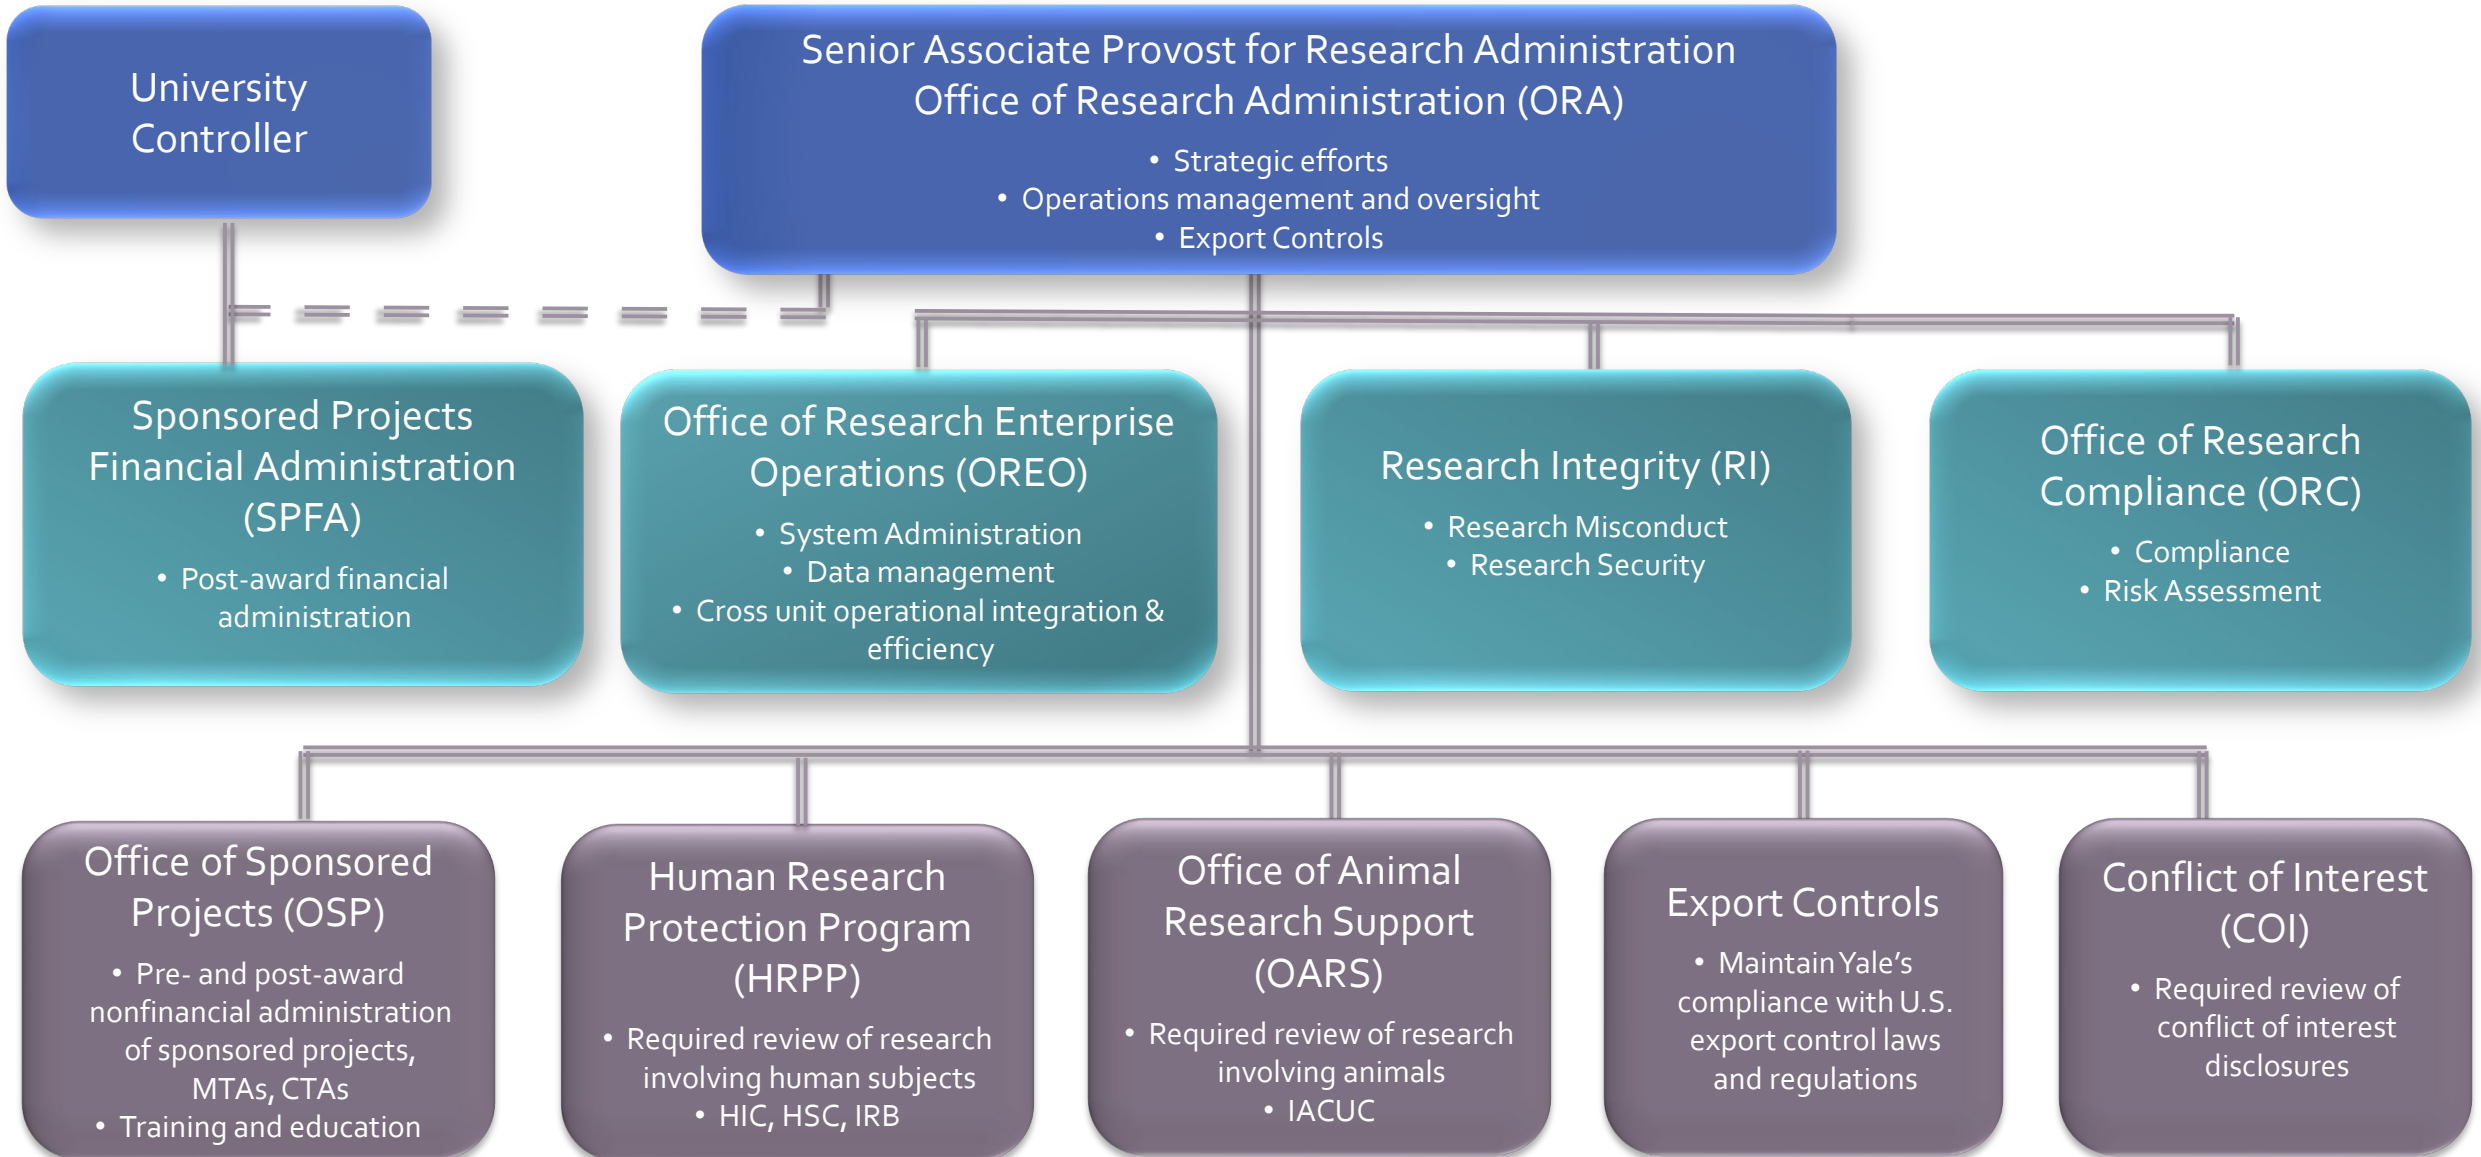 University
Controller
Senior Associate Provost for Research Administration
Office of Research Administration (ORA)
• Strategic efforts
• Operations management and oversight
• Export Controls
Sponsored Projects
Financial Administration
(SPFA)
• Post-award financial
administration
Office of Research Enterprise
Operations (OREO)
• System Administration
• Data management
• Cross unit operational integration &
efficiency
Research Integrity (RI)
• Research Misconduct
• Research Security
Office of Research
Compliance (ORC)
• Compliance
• Risk Assessment
Office of Sponsored
Projects (OSP)
• Pre- and post-award
nonfinancial administration
of sponsored projects,
MTAs, CTAs
• Training and education
Human Research
Protection Program
(HRPP)
• Required review of research
involving human subjects
• HIC, HSC, IRB
Office of Animal
Research Support
(OARS)
• Required review of research
involving animals
• IACUC
Export Controls
• Maintain Yale’s
compliance with U.S.
export control laws
and regulations
Conflict of Interest
(COI)
• Required review of
conflict of interest
disclosures